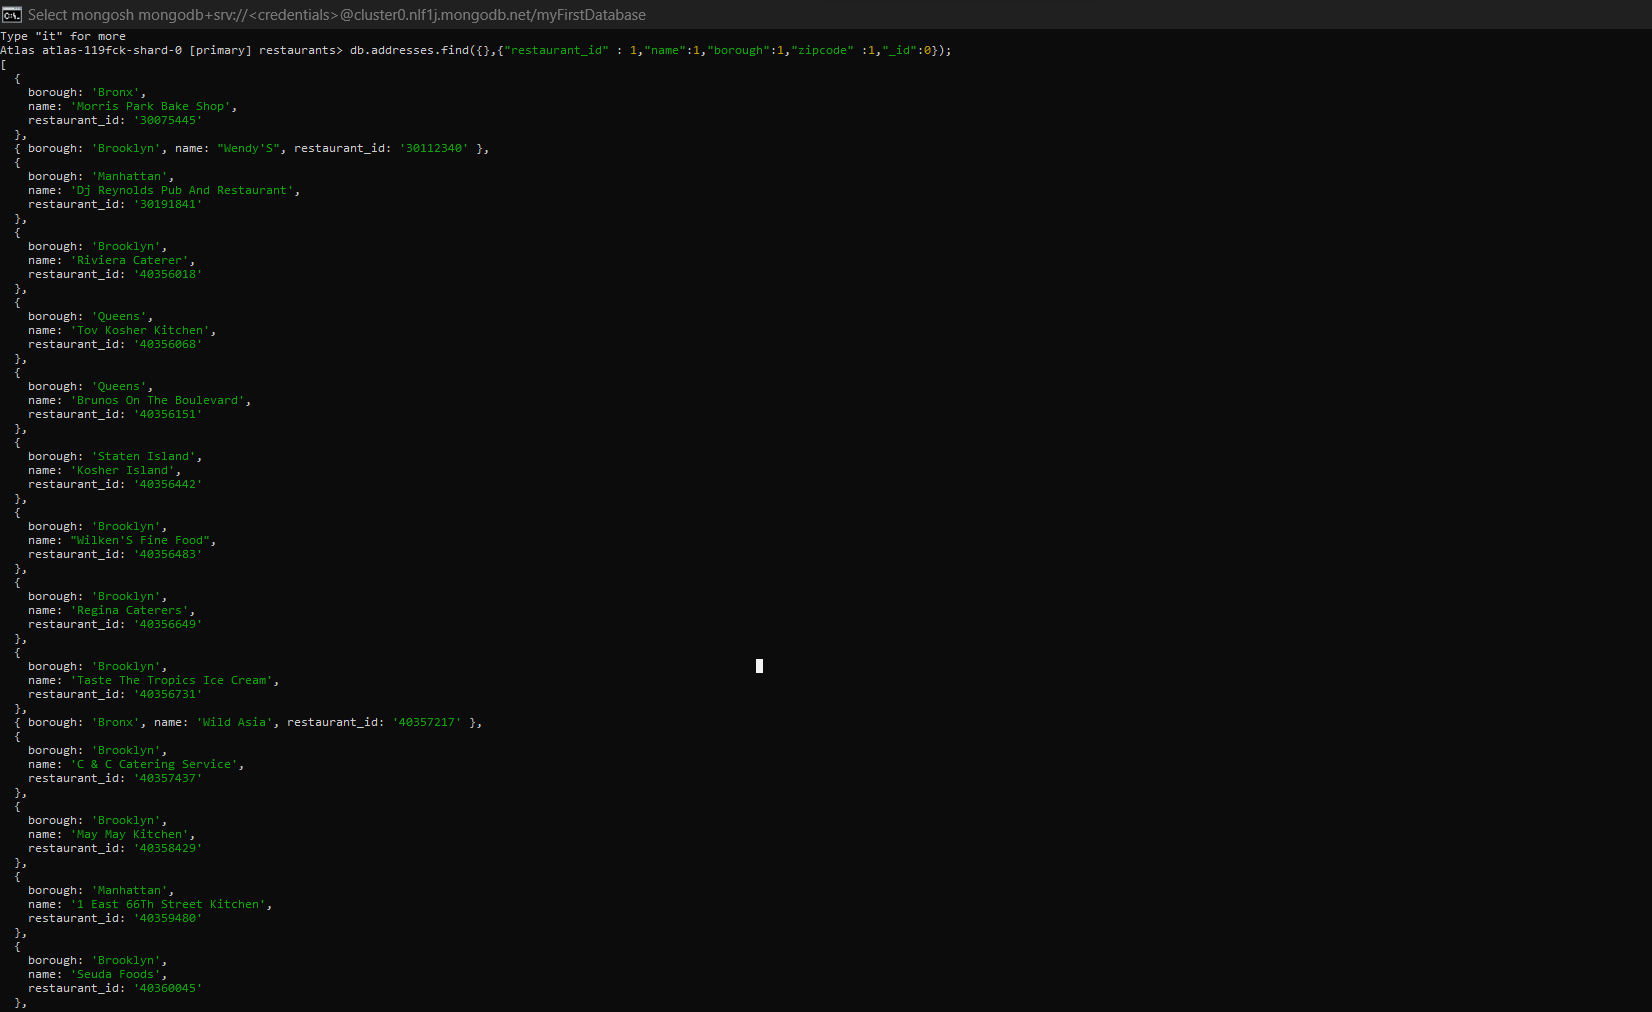 Select mongosh mongodb+srv://<credentials>@cluster0.nlf1j.mongodb.net/myFirstDatabase
Type "it" for more
Atlas atlas-119fck-shard-0 [primary] restaurants> db.addresses.find({},{"restaurant_id" : 1,"name":1,"borough":1,"zipcode" :1,"_id":0});
[
  {
    borough: 'Bronx',
    name: 'Morris Park Bake Shop',
    restaurant_id: '30075445'
  },
  { borough: 'Brooklyn', name: "Wendy'S", restaurant_id: '30112340' },
  {
    borough: 'Manhattan',
    name: 'Dj Reynolds Pub And Restaurant',
    restaurant_id: '30191841'
  },
  {
    borough: 'Brooklyn',
    name: 'Riviera Caterer',
    restaurant_id: '40356018'
  },
  {
    borough: 'Queens',
    name: 'Tov Kosher Kitchen',
    restaurant_id: '40356068'
  },
  {
    borough: 'Queens',
    name: 'Brunos On The Boulevard',
    restaurant_id: '40356151'
  },
  {
    borough: 'Staten Island',
    name: 'Kosher Island',
    restaurant_id: '40356442'
  },
  {
    borough: 'Brooklyn',
    name: "Wilken'S Fine Food",
    restaurant_id: '40356483'
  },
  {
    borough: 'Brooklyn',
    name: 'Regina Caterers',
    restaurant_id: '40356649'
  },
  {
    borough: 'Brooklyn',
    name: 'Taste The Tropics Ice Cream',
    restaurant_id: '40356731'
  },
  { borough: 'Bronx', name: 'Wild Asia', restaurant_id: '40357217' },
  {
    borough: 'Brooklyn',
    name: 'C & C Catering Service',
    restaurant_id: '40357437'
  },
  {
    borough: 'Brooklyn',
    name: 'May May Kitchen',
    restaurant_id: '40358429'
  },
  {
    borough: 'Manhattan',
    name: '1 East 66Th Street Kitchen',
    restaurant_id: '40359480'
  },
  {
    borough: 'Brooklyn',
    name: 'Seuda Foods',
    restaurant_id: '40360045'
  },